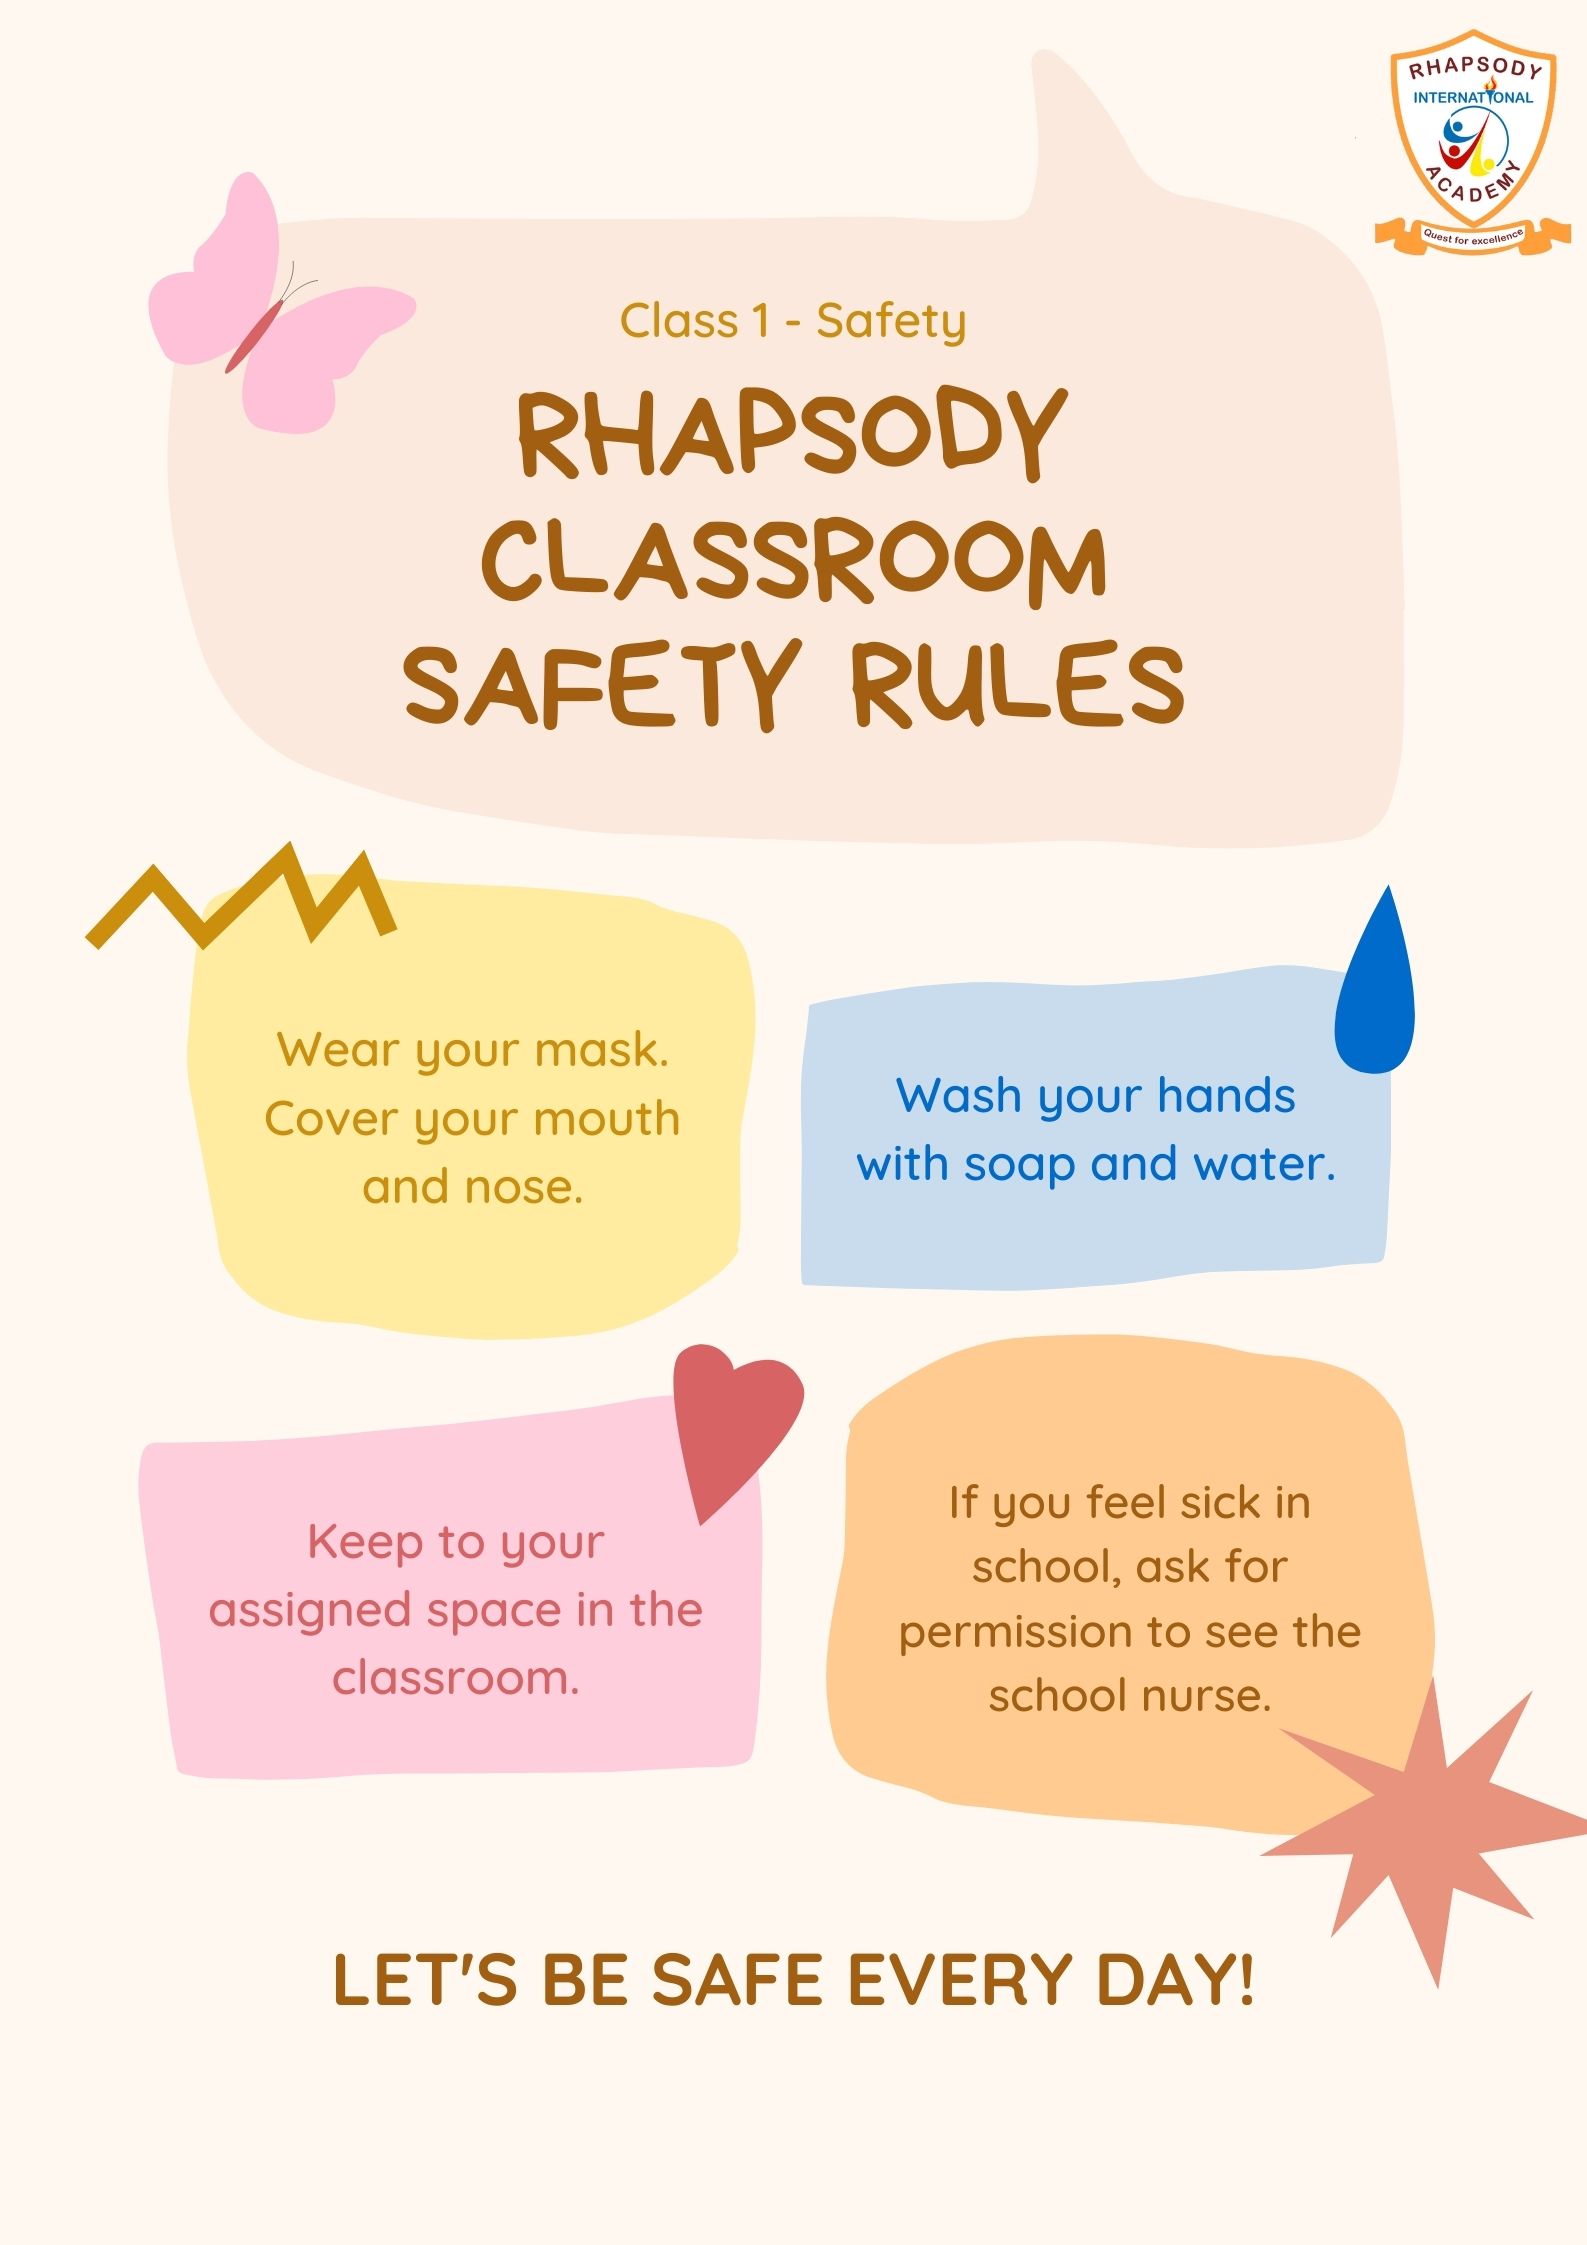 RHAPSODY
INTERNATIONAL
ACADEMY
Quest for excellence
Class 1 - Safety
RHAPSODY
CLASSROOM
SAFETY RULES
Wear your mask.
Cover your mouth
and nose.
Wash your hands
with soap and water.
Keep to your
assigned space in the
classroom.
If you feel sick in
school, ask for
permission to see the
school nurse.
LET'S BE SAFE EVERY DAY!